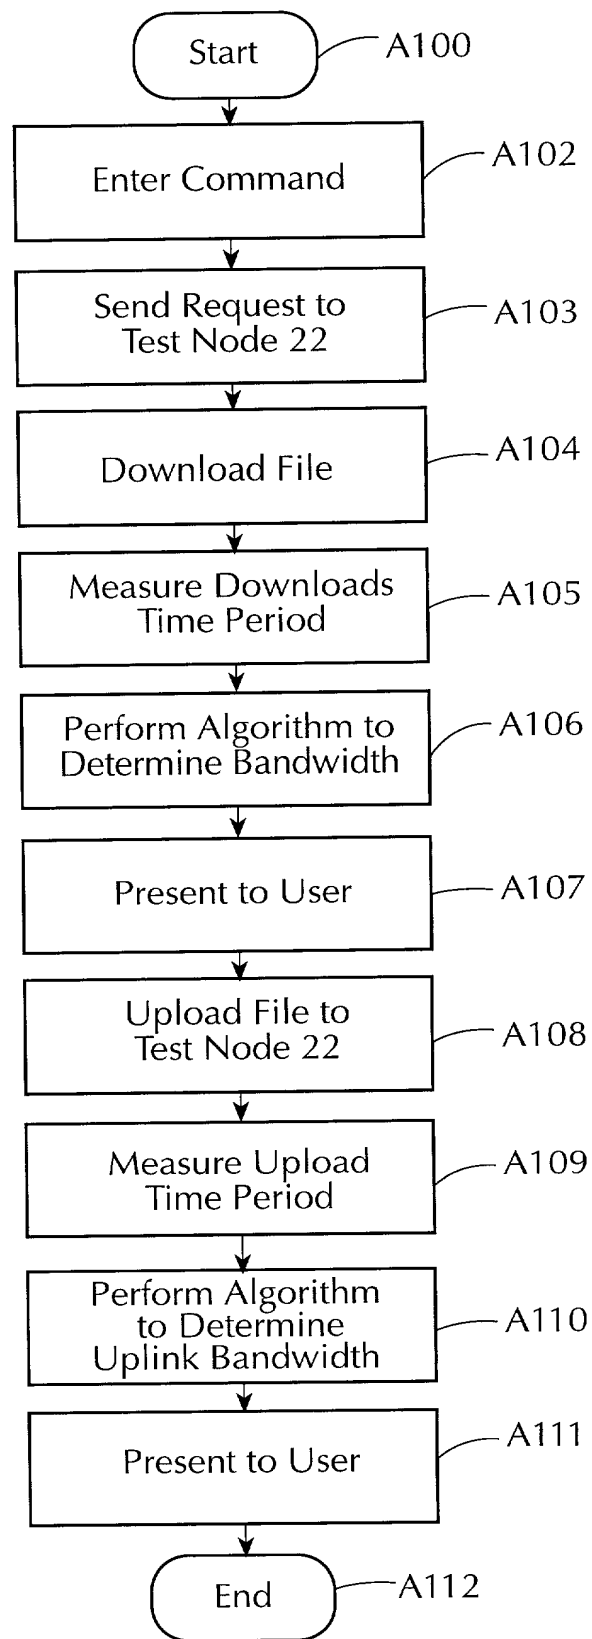 Start
A100
Enter Command
A102
Send Request to
Test Node 22
A103
Download File
A104
Measure Downloads
Time Period
A105
Perform Algorithm to
Determine Bandwidth
A106
Present to User
A107
Upload File to
Test Node 22
A108
Measure Upload
Time Period
A109
Perform Algorithm
to Determine
Uplink Bandwidth
A110
Present to User
A111
End
A112